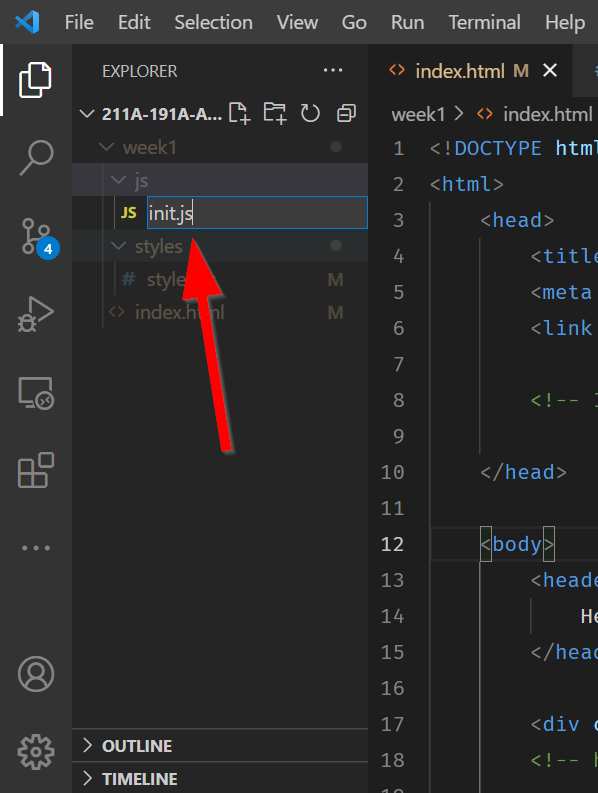 File Edit Selection View Go Run Terminal Help
EXPLORER ...
index.html M
211A-191A-A...
week1 > index.html
week1
js
JS init.js
styles
# style M
index.html M
4
1 <!DOCTYPE htm
2 <html>
3 <head>
4 <title
5 <meta
6 <link
7
8 <!--
9
10 </head>
11
12 <body>
13 <heade
14 He
15 </head
16
17 <div c
18 <!-- h
OUTLINE
TIMELINE